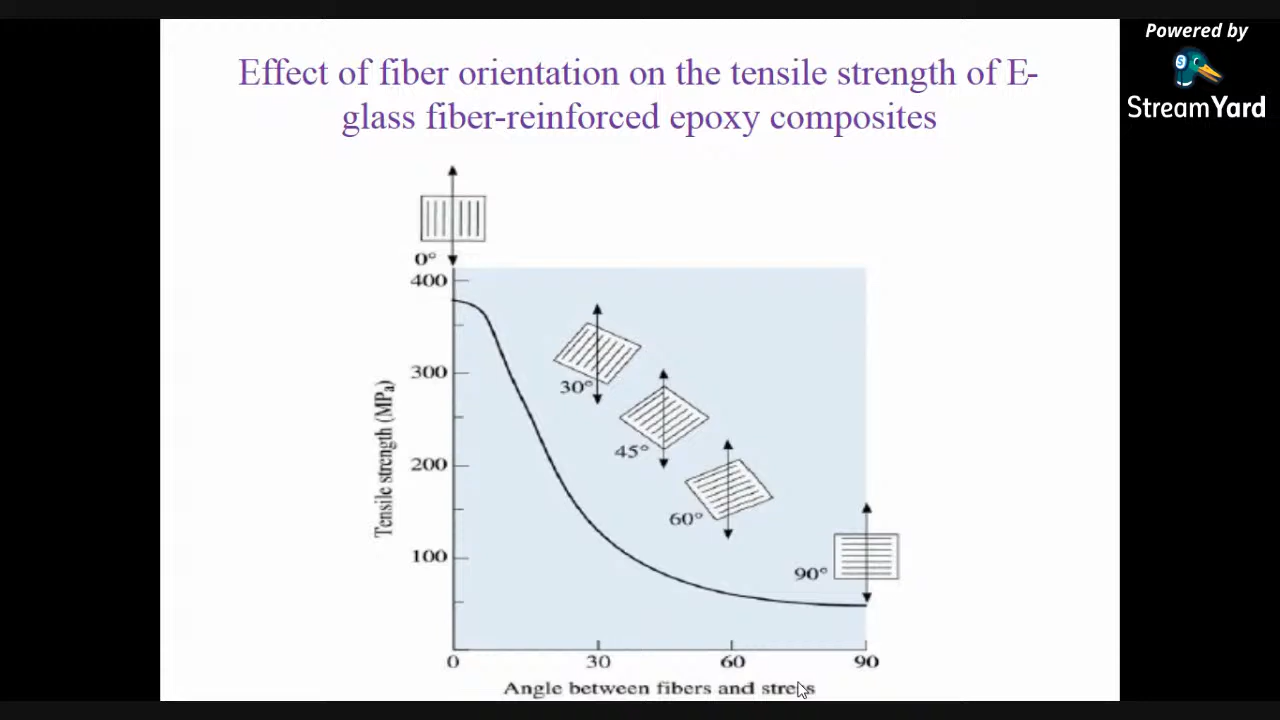 Powered by
StreamYard
Effect of fiber orientation on the tensile strength of E-
glass fiber-reinforced epoxy composites
0°
400
300
200
100
Tensile strength (MPa)
30°
45°
60°
90°
0
30
60
90
Angle between fibers and stress